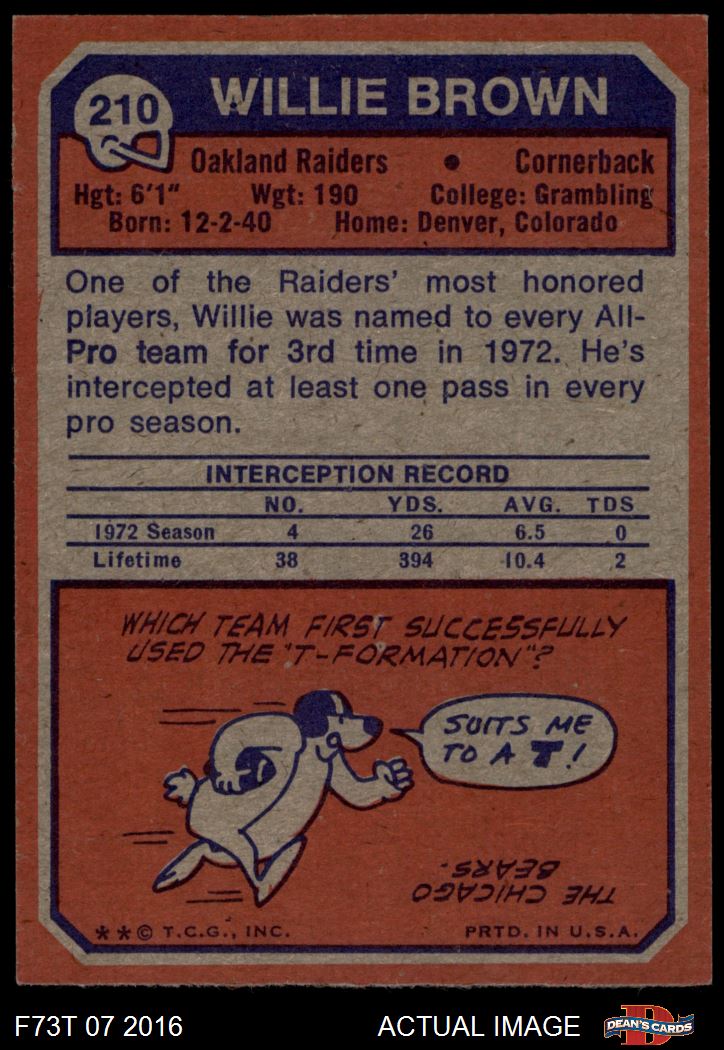 210 WILLIE BROWN
Oakland Raiders • Cornerback
Hgt: 6'1" Wgt: 190 College: Grambling
Born: 12-2-40 Home: Denver, Colorado
One of the Raiders' most honored
players, Willie was named to every All-
Pro team for 3rd time in 1972. He's
intercepted at least one pass in every
pro season.
INTERCEPTION RECORD
NO. YDS. AVG. TDS
1972 Season 4 26 6.5 0
Lifetime 38 394 10.4 2
WHICH TEAM FIRST SUCCESSFULLY
USED THE "T-FORMATION"?
SUITS ME
TO A T!
THE CHICAGO
BEARS.
**© T.C.G., INC. PRTD. IN U.S.A.
F73T 07 2016 ACTUAL IMAGE D DEAN'S CARDS